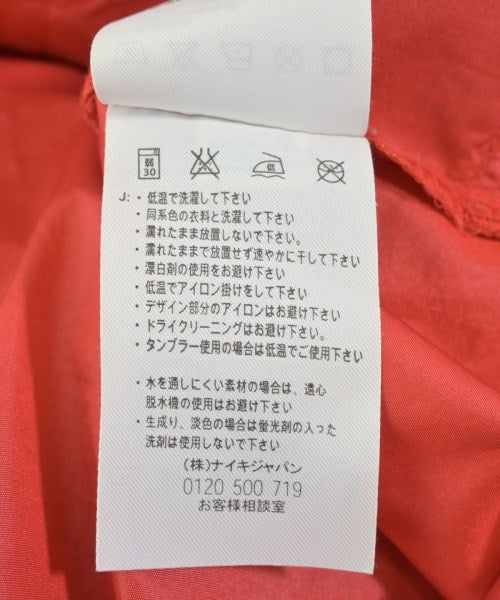 弱
30
低
J: ・低温で洗濯して下さい
・同系色の衣料と洗濯して下さい
・濡れたまま放置しないで下さい。
・濡れたままで放置せず速やかに干して下さい
・漂白剤の使用をお避け下さい
・低温でアイロン掛けをして下さい
・デザイン部分のアイロンはお避け下さい
・ドライクリーニングはお避け下さい。
・タンブラー使用の場合は低温でご使用下さい
・水を通しにくい素材の場合は、遠心
脱水機の使用はお避け下さい
・生成り、淡色の場合は蛍光剤の入った
洗剤は使用しないで下さい
(株)ナイキジャパン
0120 500 719
お客様相談室